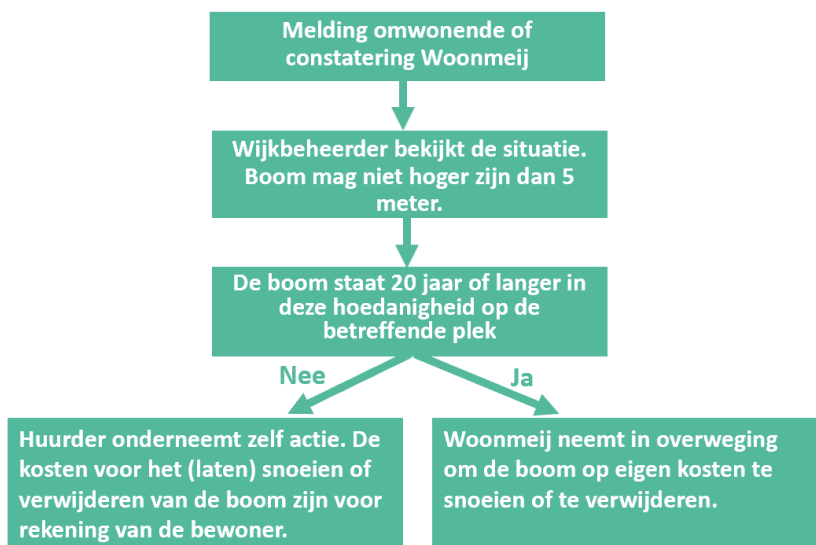 Melding omwonende of
constatering Woonmeij
Wijkbeheerder bekijkt de situatie.
Boom mag niet hoger zijn dan 5
meter.
De boom staat 20 jaar of langer in
deze hoedanigheid op de
betreffende plek
Nee
Ja
Huurder onderneemt zelf actie. De
kosten voor het (laten) snoeien of
verwijderen van de boom zijn voor
rekening van de bewoner.
Woonmeij neemt in overweging
om de boom op eigen kosten te
snoeien of te verwijderen.